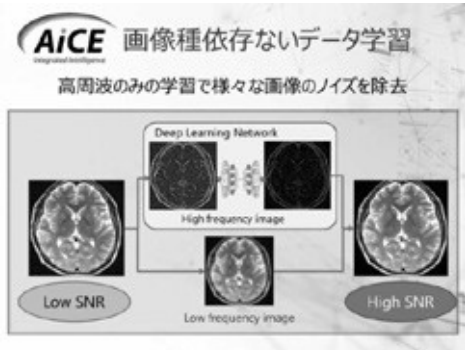 AiCE 画像種依存ないデータ学習
Integrated Intelligence
高周波のみの学習で様々な画像のノイズを除去
Deep Learning Network
High frequency image
Low SNR
High SNR
Low frequency image